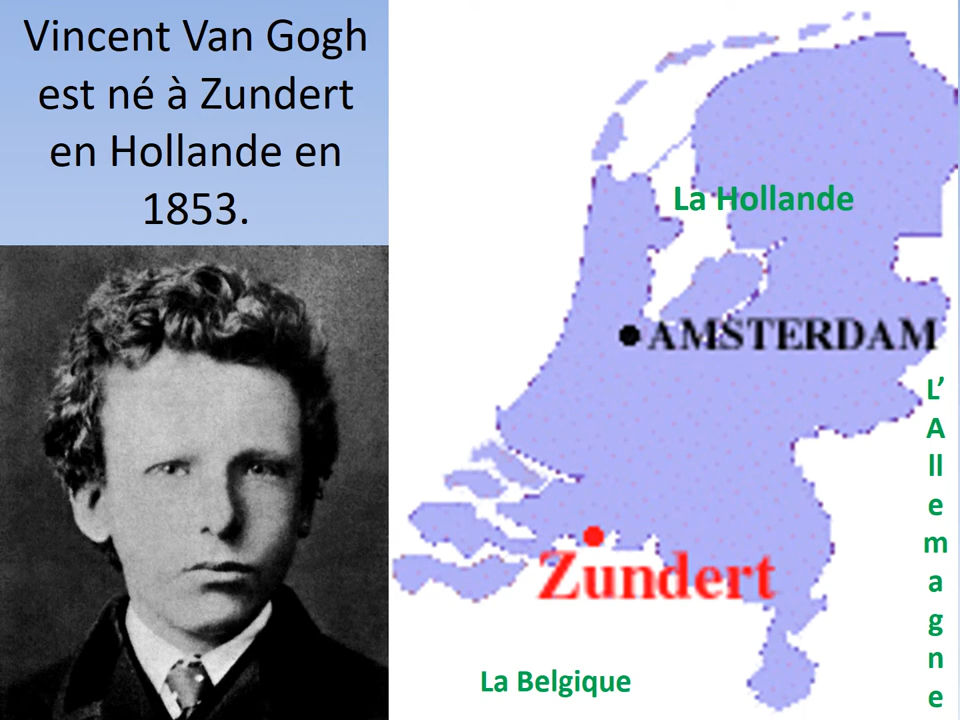 Vincent Van Gogh
est né à Zundert
en Hollande en
1853.
La Hollande
AMSTERDAM
L’
A
ll
e
m
a
g
n
e
Zundert
La Belgique